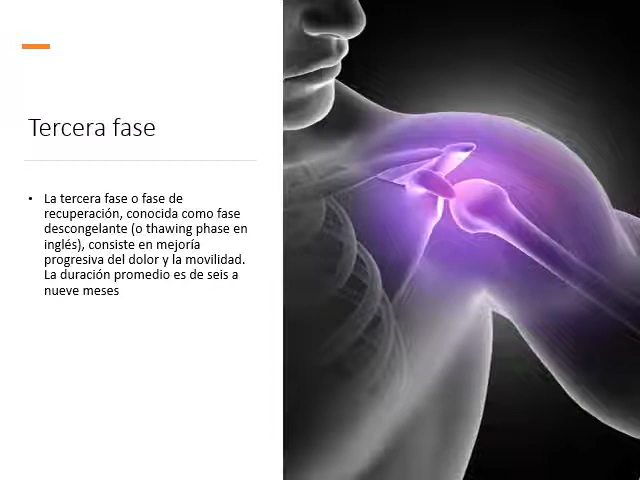 Tercera fase
• La tercera fase o fase de
recuperación, conocida como fase
descongelante (o thawing phase en
inglés), consiste en mejoría
progresiva del dolor y la movilidad.
La duración promedio es de seis a
nueve meses